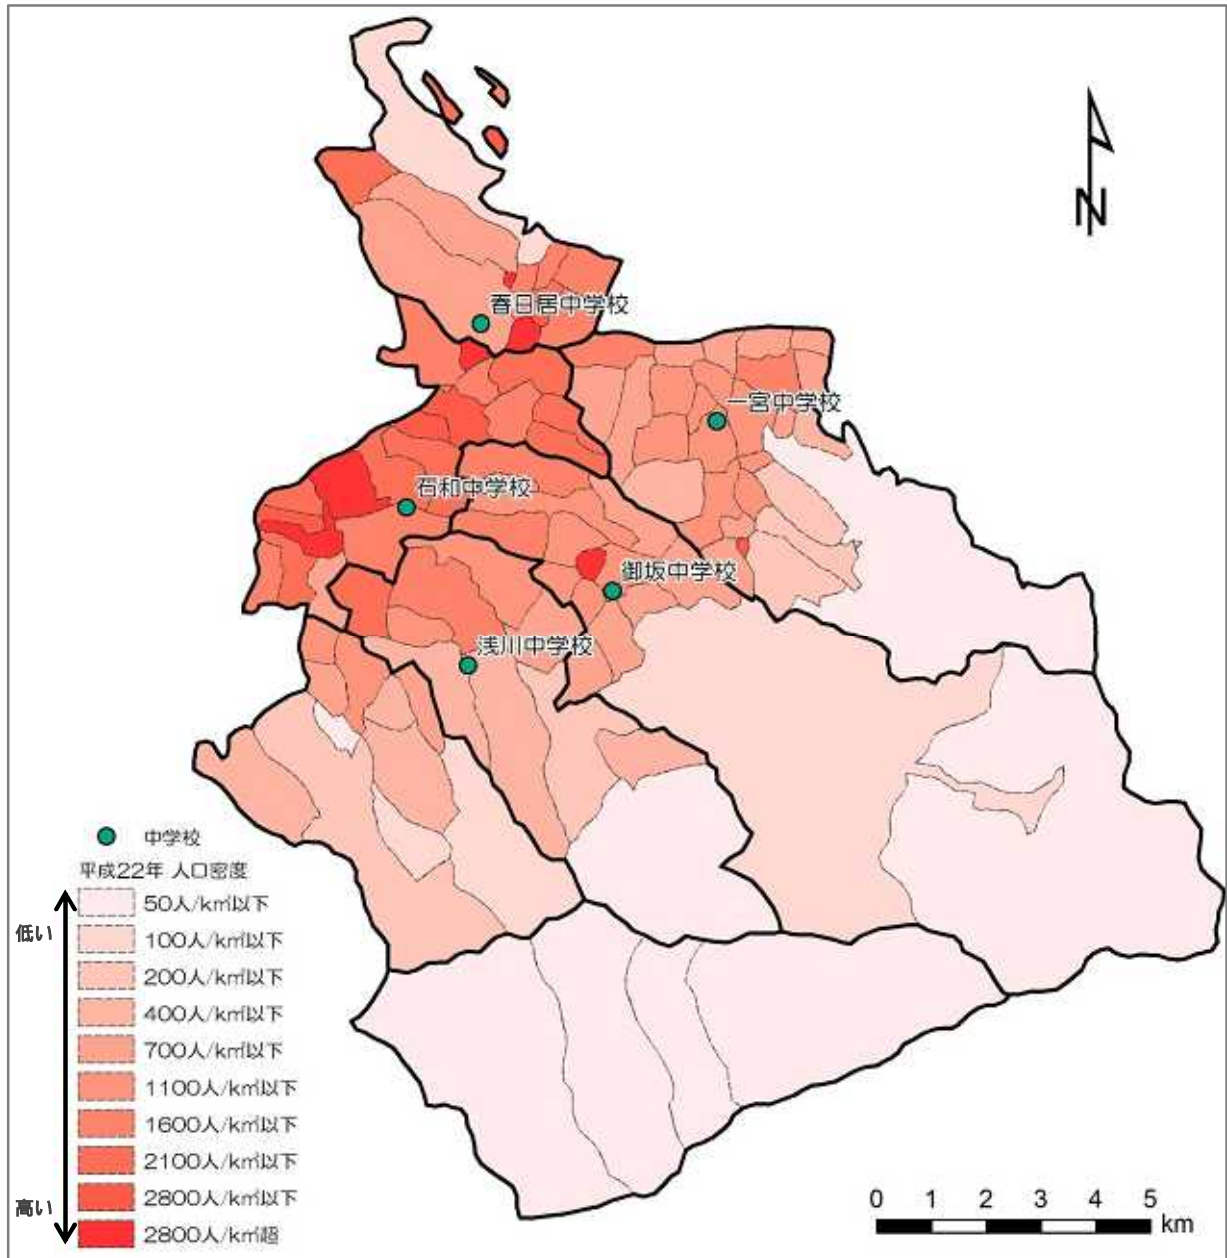 N
春日居中学校
一宮中学校
石和中学校
御坂中学校
浅川中学校
中学校
平成22年 人口密度
低い
高い
50人/k㎡以下
100人/k㎡以下
200人/k㎡以下
400人/k㎡以下
700人/k㎡以下
1100人/k㎡以下
1600人/k㎡以下
2100人/k㎡以下
2800人/k㎡以下
2800人/k㎡超
0 1 2 3 4 5
km